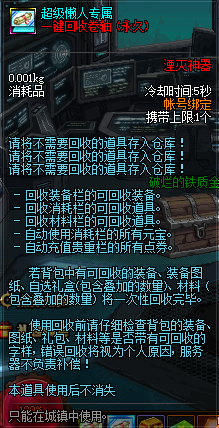 超级懒人专属
一键回收卷轴(永久)
湮灭神器
0.001kg
冷却时间5秒
消耗品
帐号绑定
携带上限1个
请将不需要回收的道具存入仓库!
请将不需要回收的道具存入仓库!
请将不需要回收的道具存入仓库!
破烂的铁质金
- 回收装备栏的可回收装备。
- 回收消耗栏的可回收道具。
- 回收材料栏的可回收道具。
- 自动使用消耗栏的所有元宝。
- 自动充值贵重栏的所有点券。
若背包中有可回收的装备、装备图
纸、自选礼盒(包含叠加的数量)、材料
(包含叠加的数量) 将一次性回收完毕。
使用回收前请仔细检查背包的装备、
图纸、礼包、材料等是否带有可回收的
字样, 错误回收将视为个人原因, 服务
器不负责补偿!
本道具使用后不消失
只能在城镇中使用。